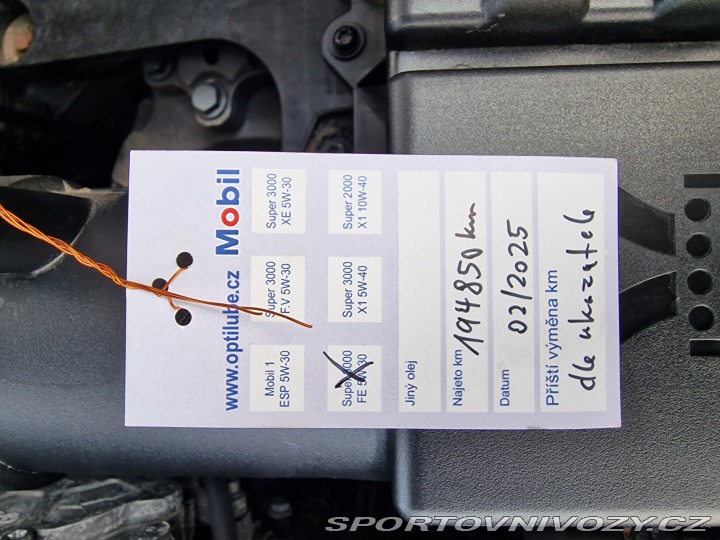 www.optilube.cz Mobil
Mobil 1
ESP 5W-30
Super 3000
F.V 5W-30
Super 3000
XE 5W-30
Super 3000
FE 5W-30
Super 3000
X1 5W-40
Super 2000
X1 10W-40
Jiný olej
Najeto km 194850 km
Datum 02/2025
Příští výměna km
dle ukazatele
SPORTOVNIVOZY.CZ